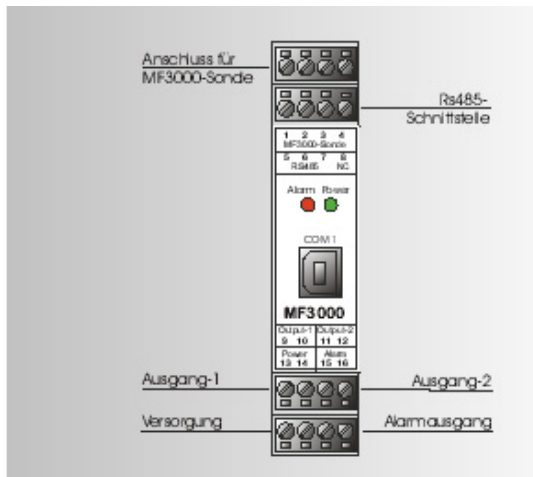 Anschluss für
MF3000-Sonde
Rs485-
Schnittstelle
1 2 3 4
MF3000-Sonde
5 6 7 8
RS485 NC
Alarm Power
COM 1
MF3000
Output-1 Output-2
9 10 11 12
Power Alarm
13 14 15 16
Ausgang-1
Ausgang-2
Versorgung
Alarmausgang